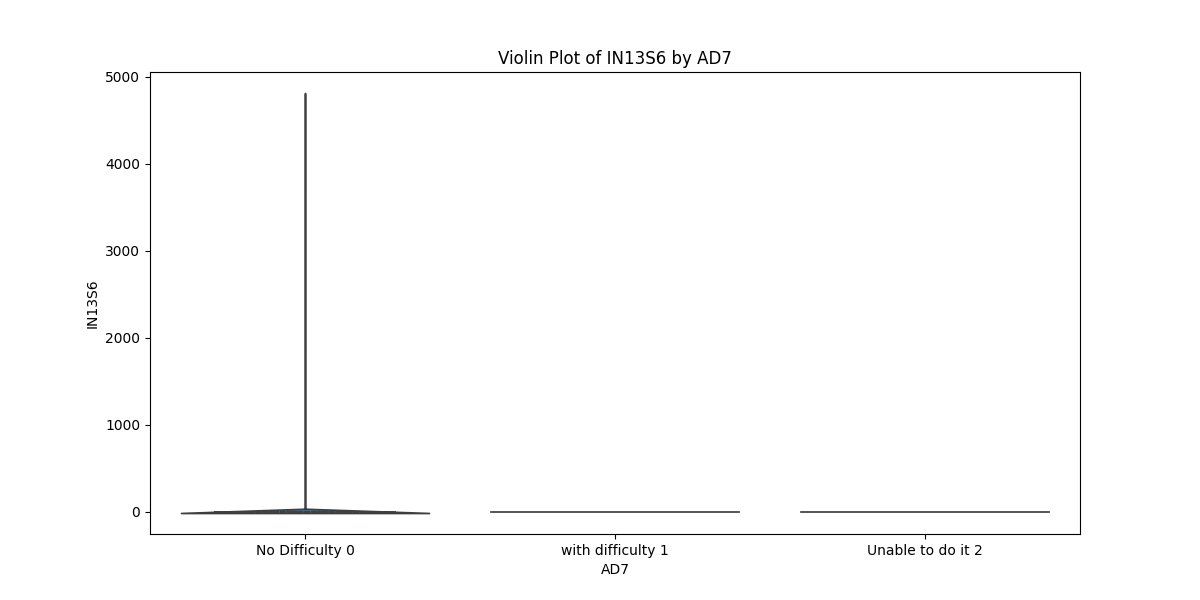 Violin Plot of IN13S6 by AD7
5000
4000
3000
2000
1000
0
IN13S6
No Difficulty 0
with difficulty 1
Unable to do it 2
AD7